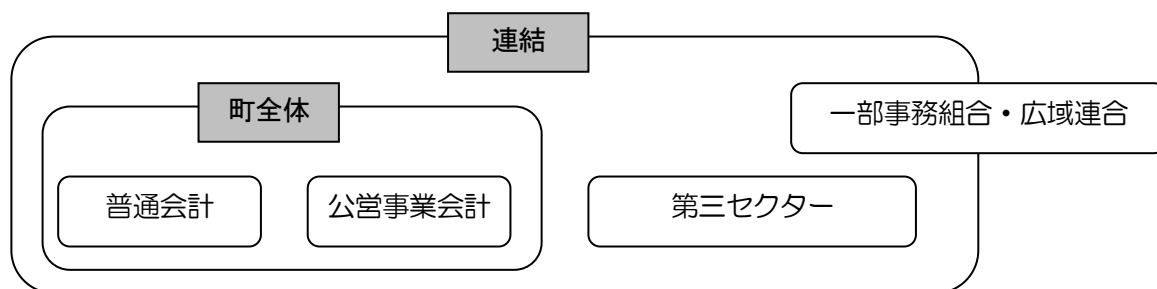 連結
町全体
一部事務組合・広域連合
普通会計
公営事業会計
第三セクター